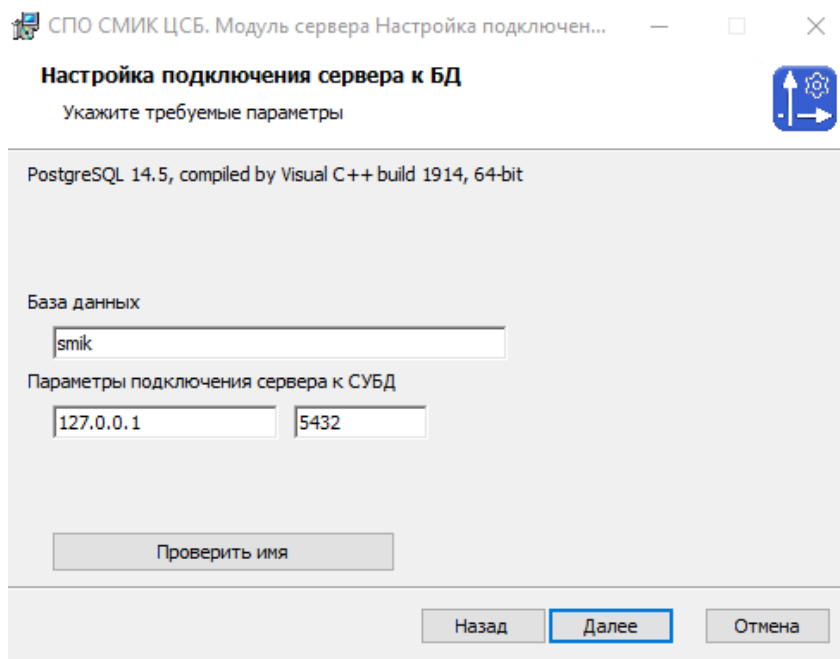 СПО СМИК ЦСБ. Модуль сервера Настройка подключен...
Настройка подключения сервера к БД
Укажите требуемые параметры
PostgreSQL 14.5, compiled by Visual C++ build 1914, 64-bit
База данных
smik
Параметры подключения сервера к СУБД
127.0.0.1 5432
Проверить имя
Назад Далее Отмена